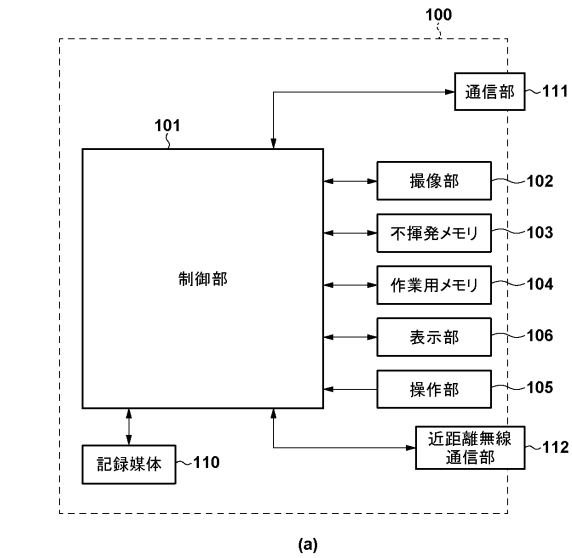 100
通信部 111
101
撮像部 102
不揮発メモリ 103
制御部
作業用メモリ 104
表示部 106
操作部 105
近距離無線
通信部 112
記録媒体 110
(a)